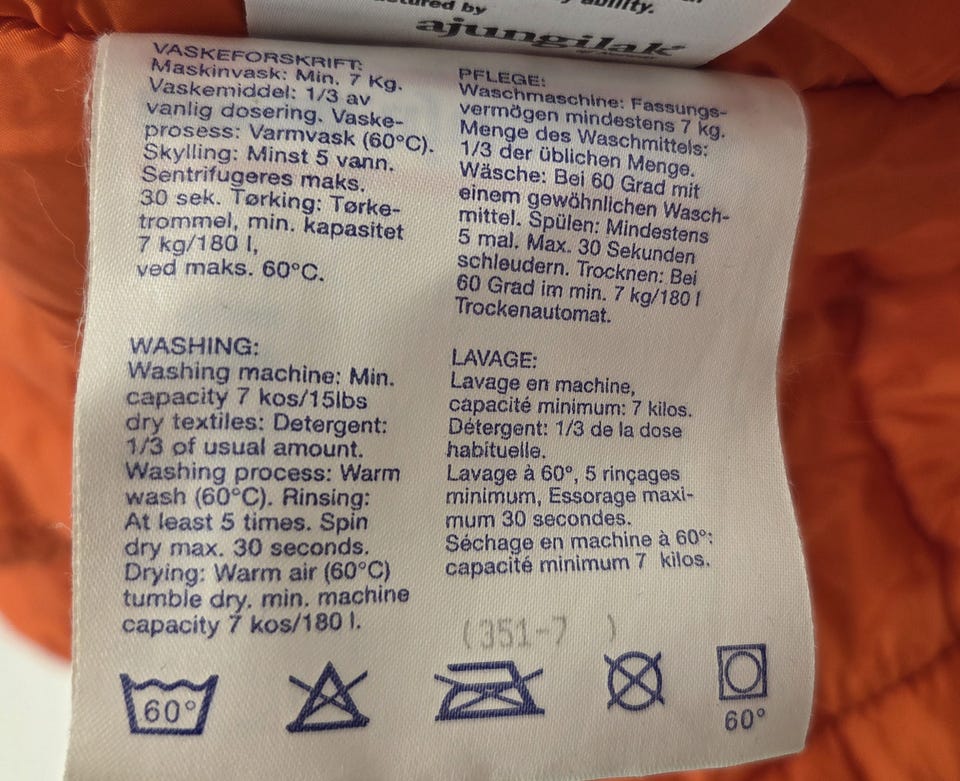 by ability.
by
ajungilak
VASKEFORSKRIFT:
Maskinvask: Min. 7 Kg.
Vaskemiddel: 1/3 av
vanlig dosering. Vaske-
prosess: Varmvask (60°C).
Skylling: Minst 5 vann.
Sentrifugeres maks.
30 sek. Tørking: Tørke-
trommel, min. kapasitet
7 kg/180 l,
ved maks. 60°C.
PFLEGE:
Waschmaschine: Fassungs-
vermögen mindestens 7 kg.
Menge des Waschmittels:
1/3 der üblichen Menge.
Wäsche: Bei 60 Grad mit
einem gewöhnlichen Wasch-
mittel. Spülen: Mindestens
5 mal. Max. 30 Sekunden
schleudern. Trocknen: Bei
60 Grad im min. 7 kg/180 l
Trockenautomat.
WASHING:
Washing machine: Min.
capacity 7 kos/15lbs
dry textiles: Detergent:
1/3 of usual amount.
Washing process: Warm
wash (60°C). Rinsing:
At least 5 times. Spin
dry max. 30 seconds.
Drying: Warm air (60°C)
tumble dry. min. machine
capacity 7 kos/180 l.
LAVAGE:
Lavage en machine,
capacité minimum: 7 kilos.
Détergent: 1/3 de la dose
habituelle.
Lavage à 60°, 5 rinçages
minimum, Essorage maxi-
mum 30 secondes.
Séchage en machine à 60°:
capacité minimum 7 kilos.
(351-7 )
60°
60°